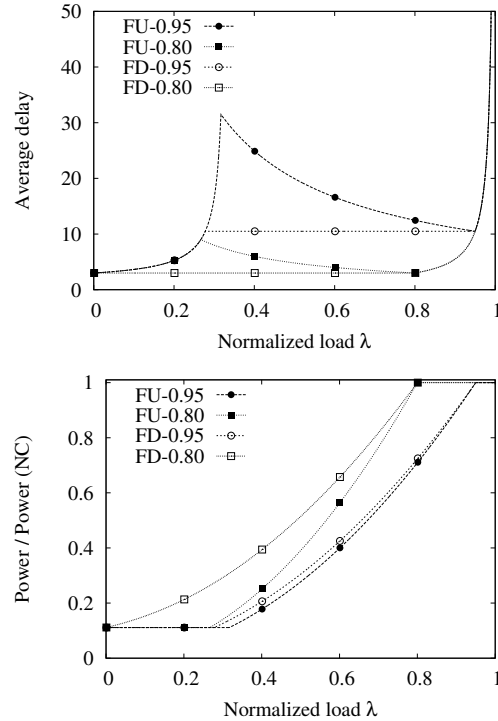 50
40
30
20
10
0
Average delay
FU-0.95
FU-0.80
FD-0.95
FD-0.80
0 0.2 0.4 0.6 0.8 1
Normalized load λ
1
0.8
0.6
0.4
0.2
0
Power / Power (NC)
FU-0.95
FU-0.80
FD-0.95
FD-0.80
0 0.2 0.4 0.6 0.8 1
Normalized load λ